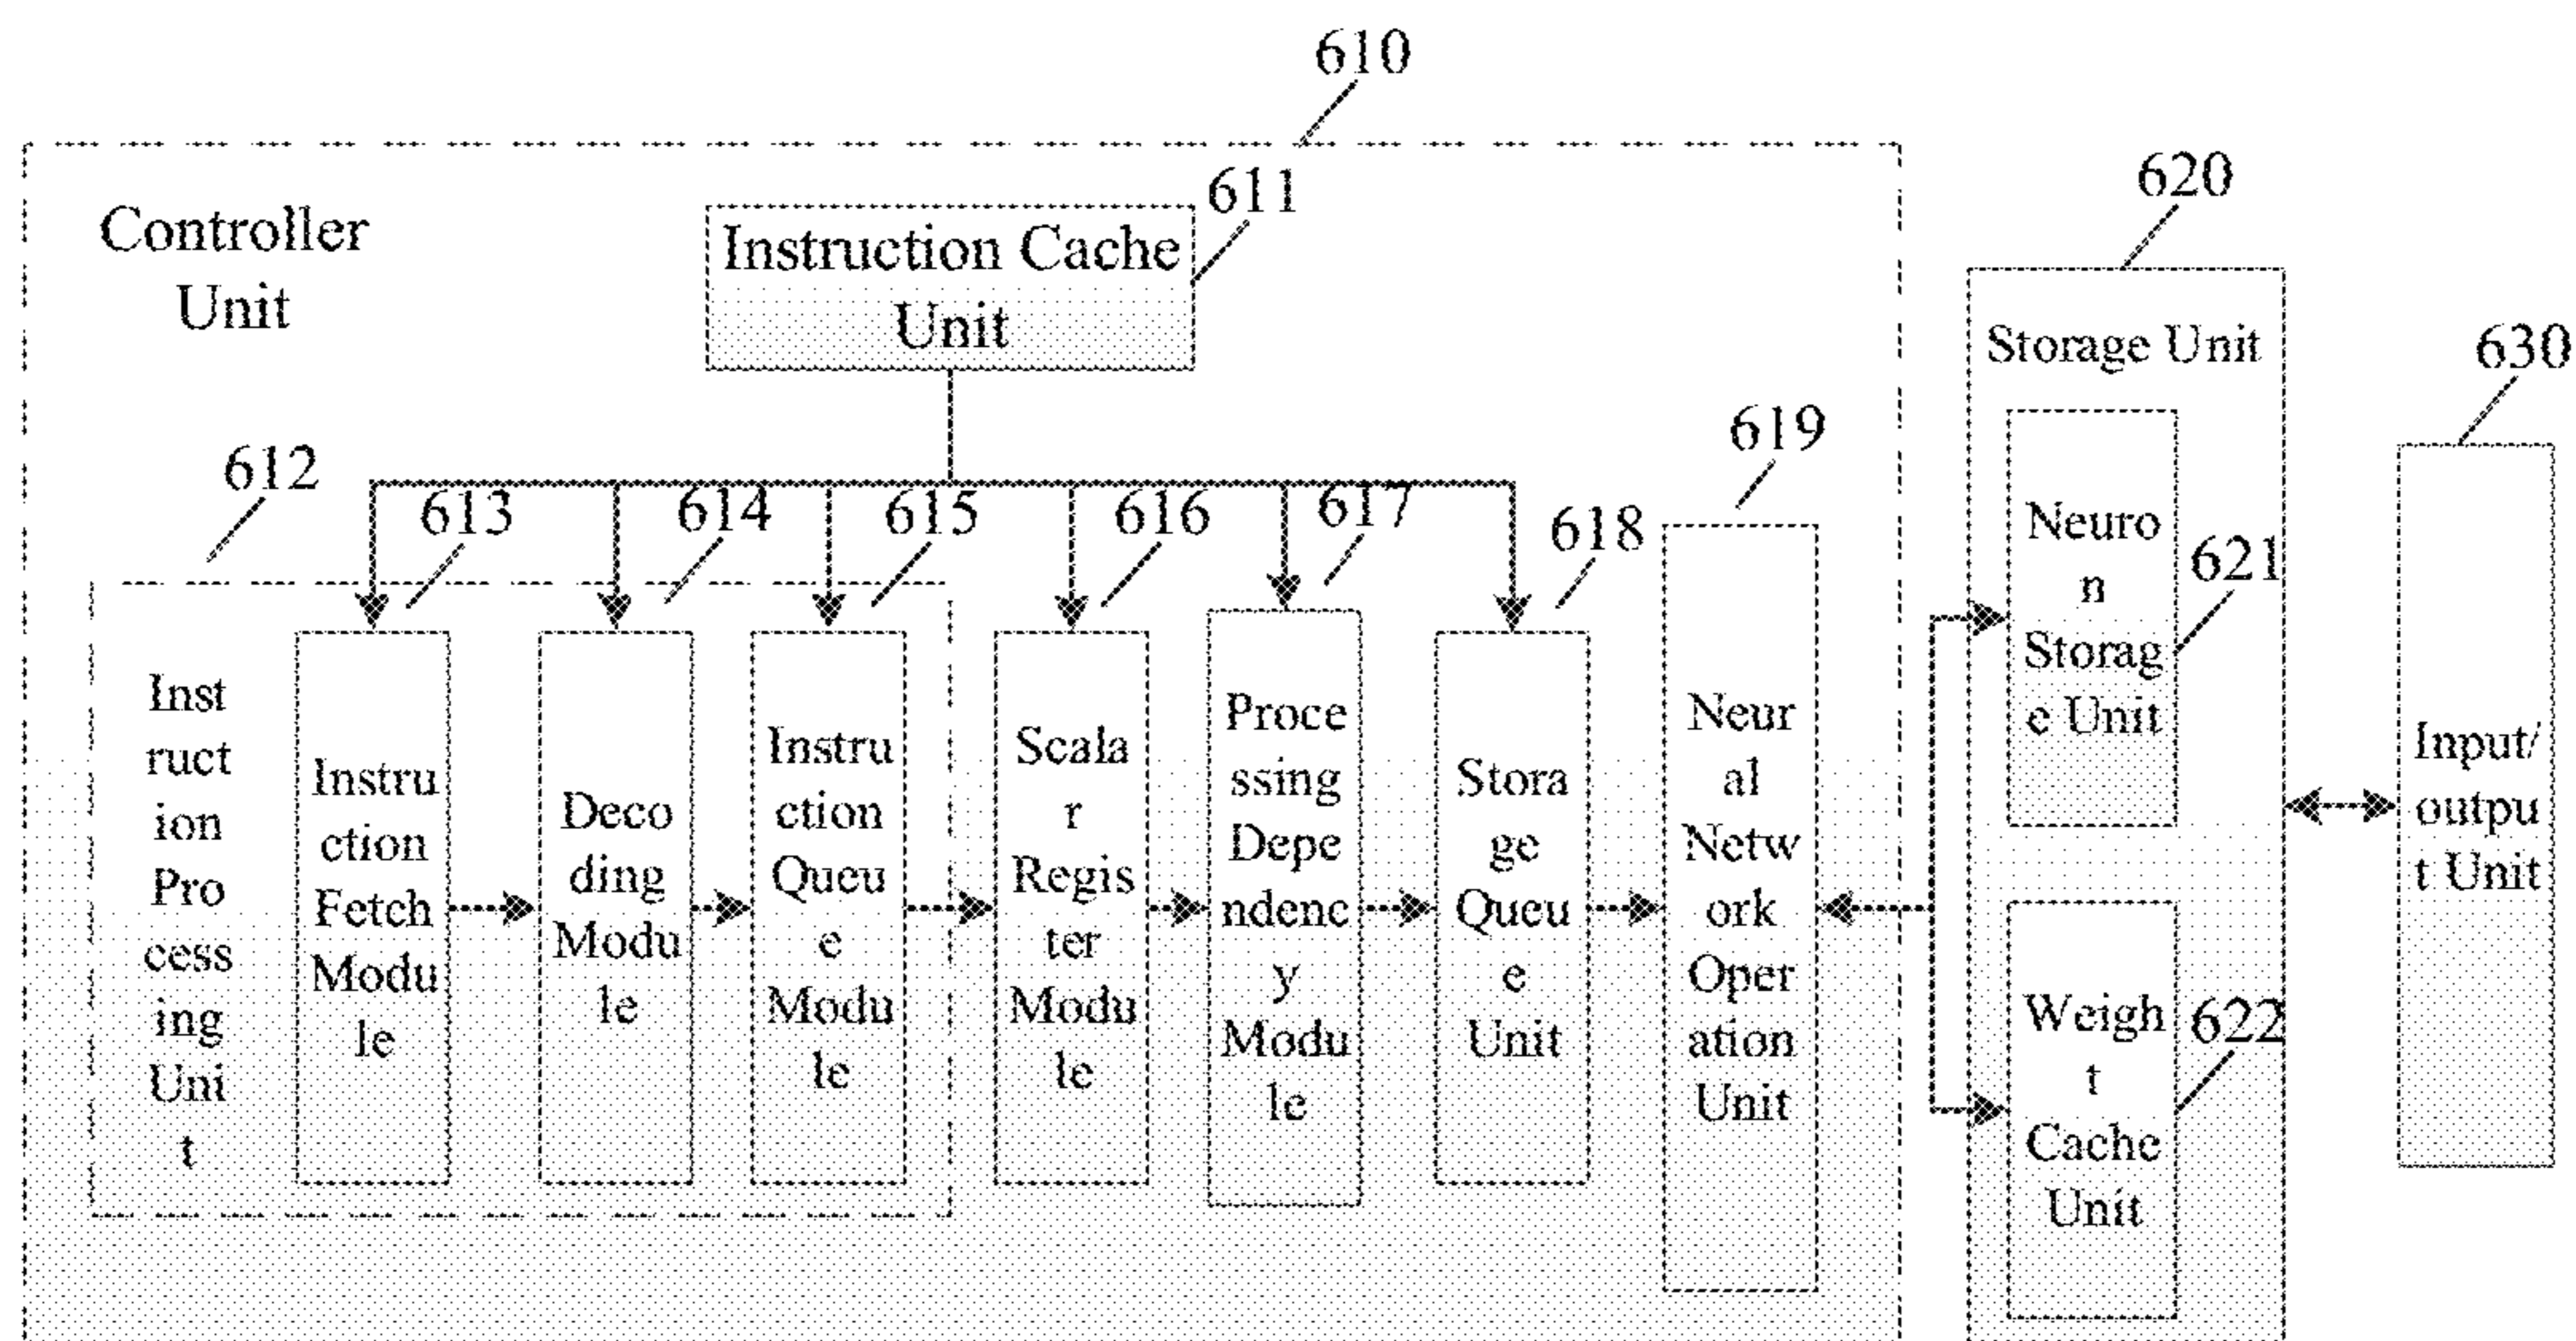 610
Controller
Unit
611
Instruction Cache
Unit
620
Storage Unit
630
612
613
614
615
616
617
618
619
Inst
ruct
ion
Pro
cess
ing
Uni
t
Instru
ction
Fetch
Modu
le
Deco
ding
Modu
le
Instru
ction
Queu
e
Modu
le
Scala
r
Regis
ter
Modu
le
Proce
ssing
Depe
ndenc
y
Modu
le
Stora
ge
Queu
e
Unit
Neur
al
Netw
ork
Oper
ation
Unit
Neuro
n
Storag
e Unit
621
Weigh
t
Cache
Unit
622
Input/
outpu
t Unit